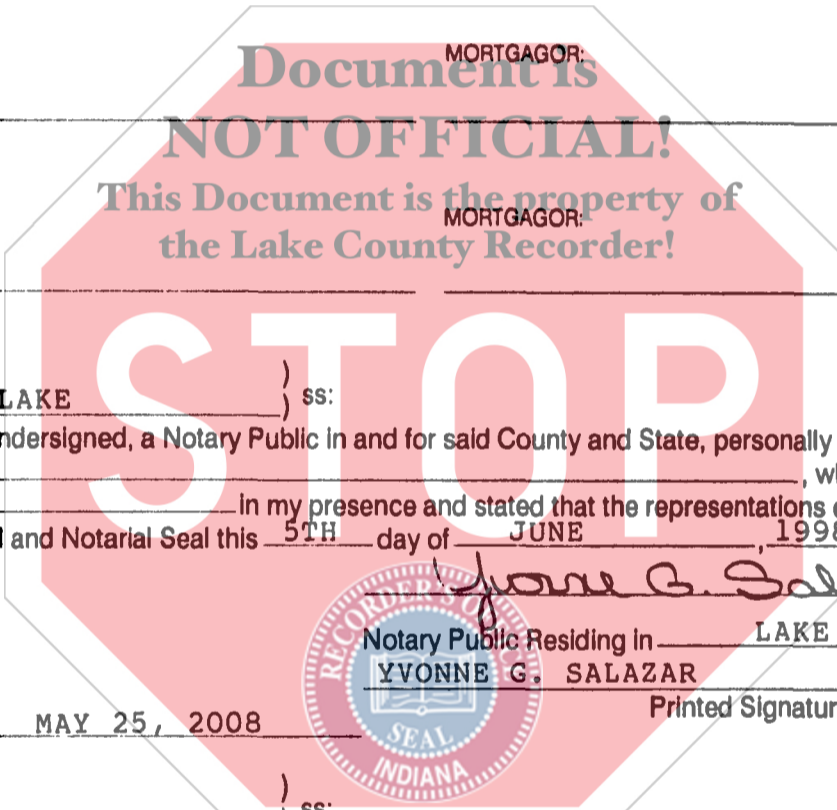 MORTGAGOR:
Document is
NOT OFFICIAL!
This Document is the property of
MORTGAGOR:
the Lake County Recorder!
STOP
)
LAKE ) ss:
ndersigned, a Notary Public in and for said County and State, personally
, w
in my presence and stated that the representations
and Notarial Seal this 5TH day of JUNE , 1998
Yvonne G. Sal
Notary Public Residing in LAKE
YVONNE G. SALAZAR
Printed Signatur
MAY 25, 2008
RECORDER'S
SEAL
INDIANA
)
ss: